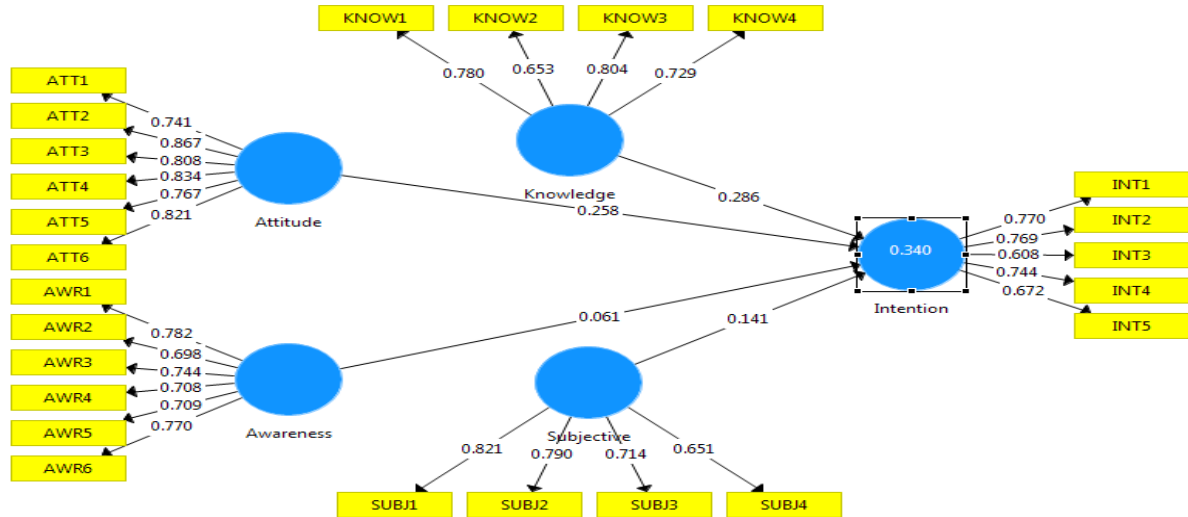 KNOW1 KNOW2 KNOW3 KNOW4
0.780 0.653 0.804 0.729
Knowledge
ATT1
ATT2
ATT3
ATT4
ATT5
ATT6
0.741
0.867
0.808
0.834
0.767
0.821
Attitude
0.258
0.286
AWR1
AWR2
AWR3
AWR4
AWR5
AWR6
0.782
0.698
0.744
0.708
0.709
0.770
Awareness
0.061
0.141
Subjective
0.821 0.790 0.714 0.651
SUBJ1 SUBJ2 SUBJ3 SUBJ4
0.340
Intention
0.770
0.769
0.608
0.744
0.672
INT1
INT2
INT3
INT4
INT5